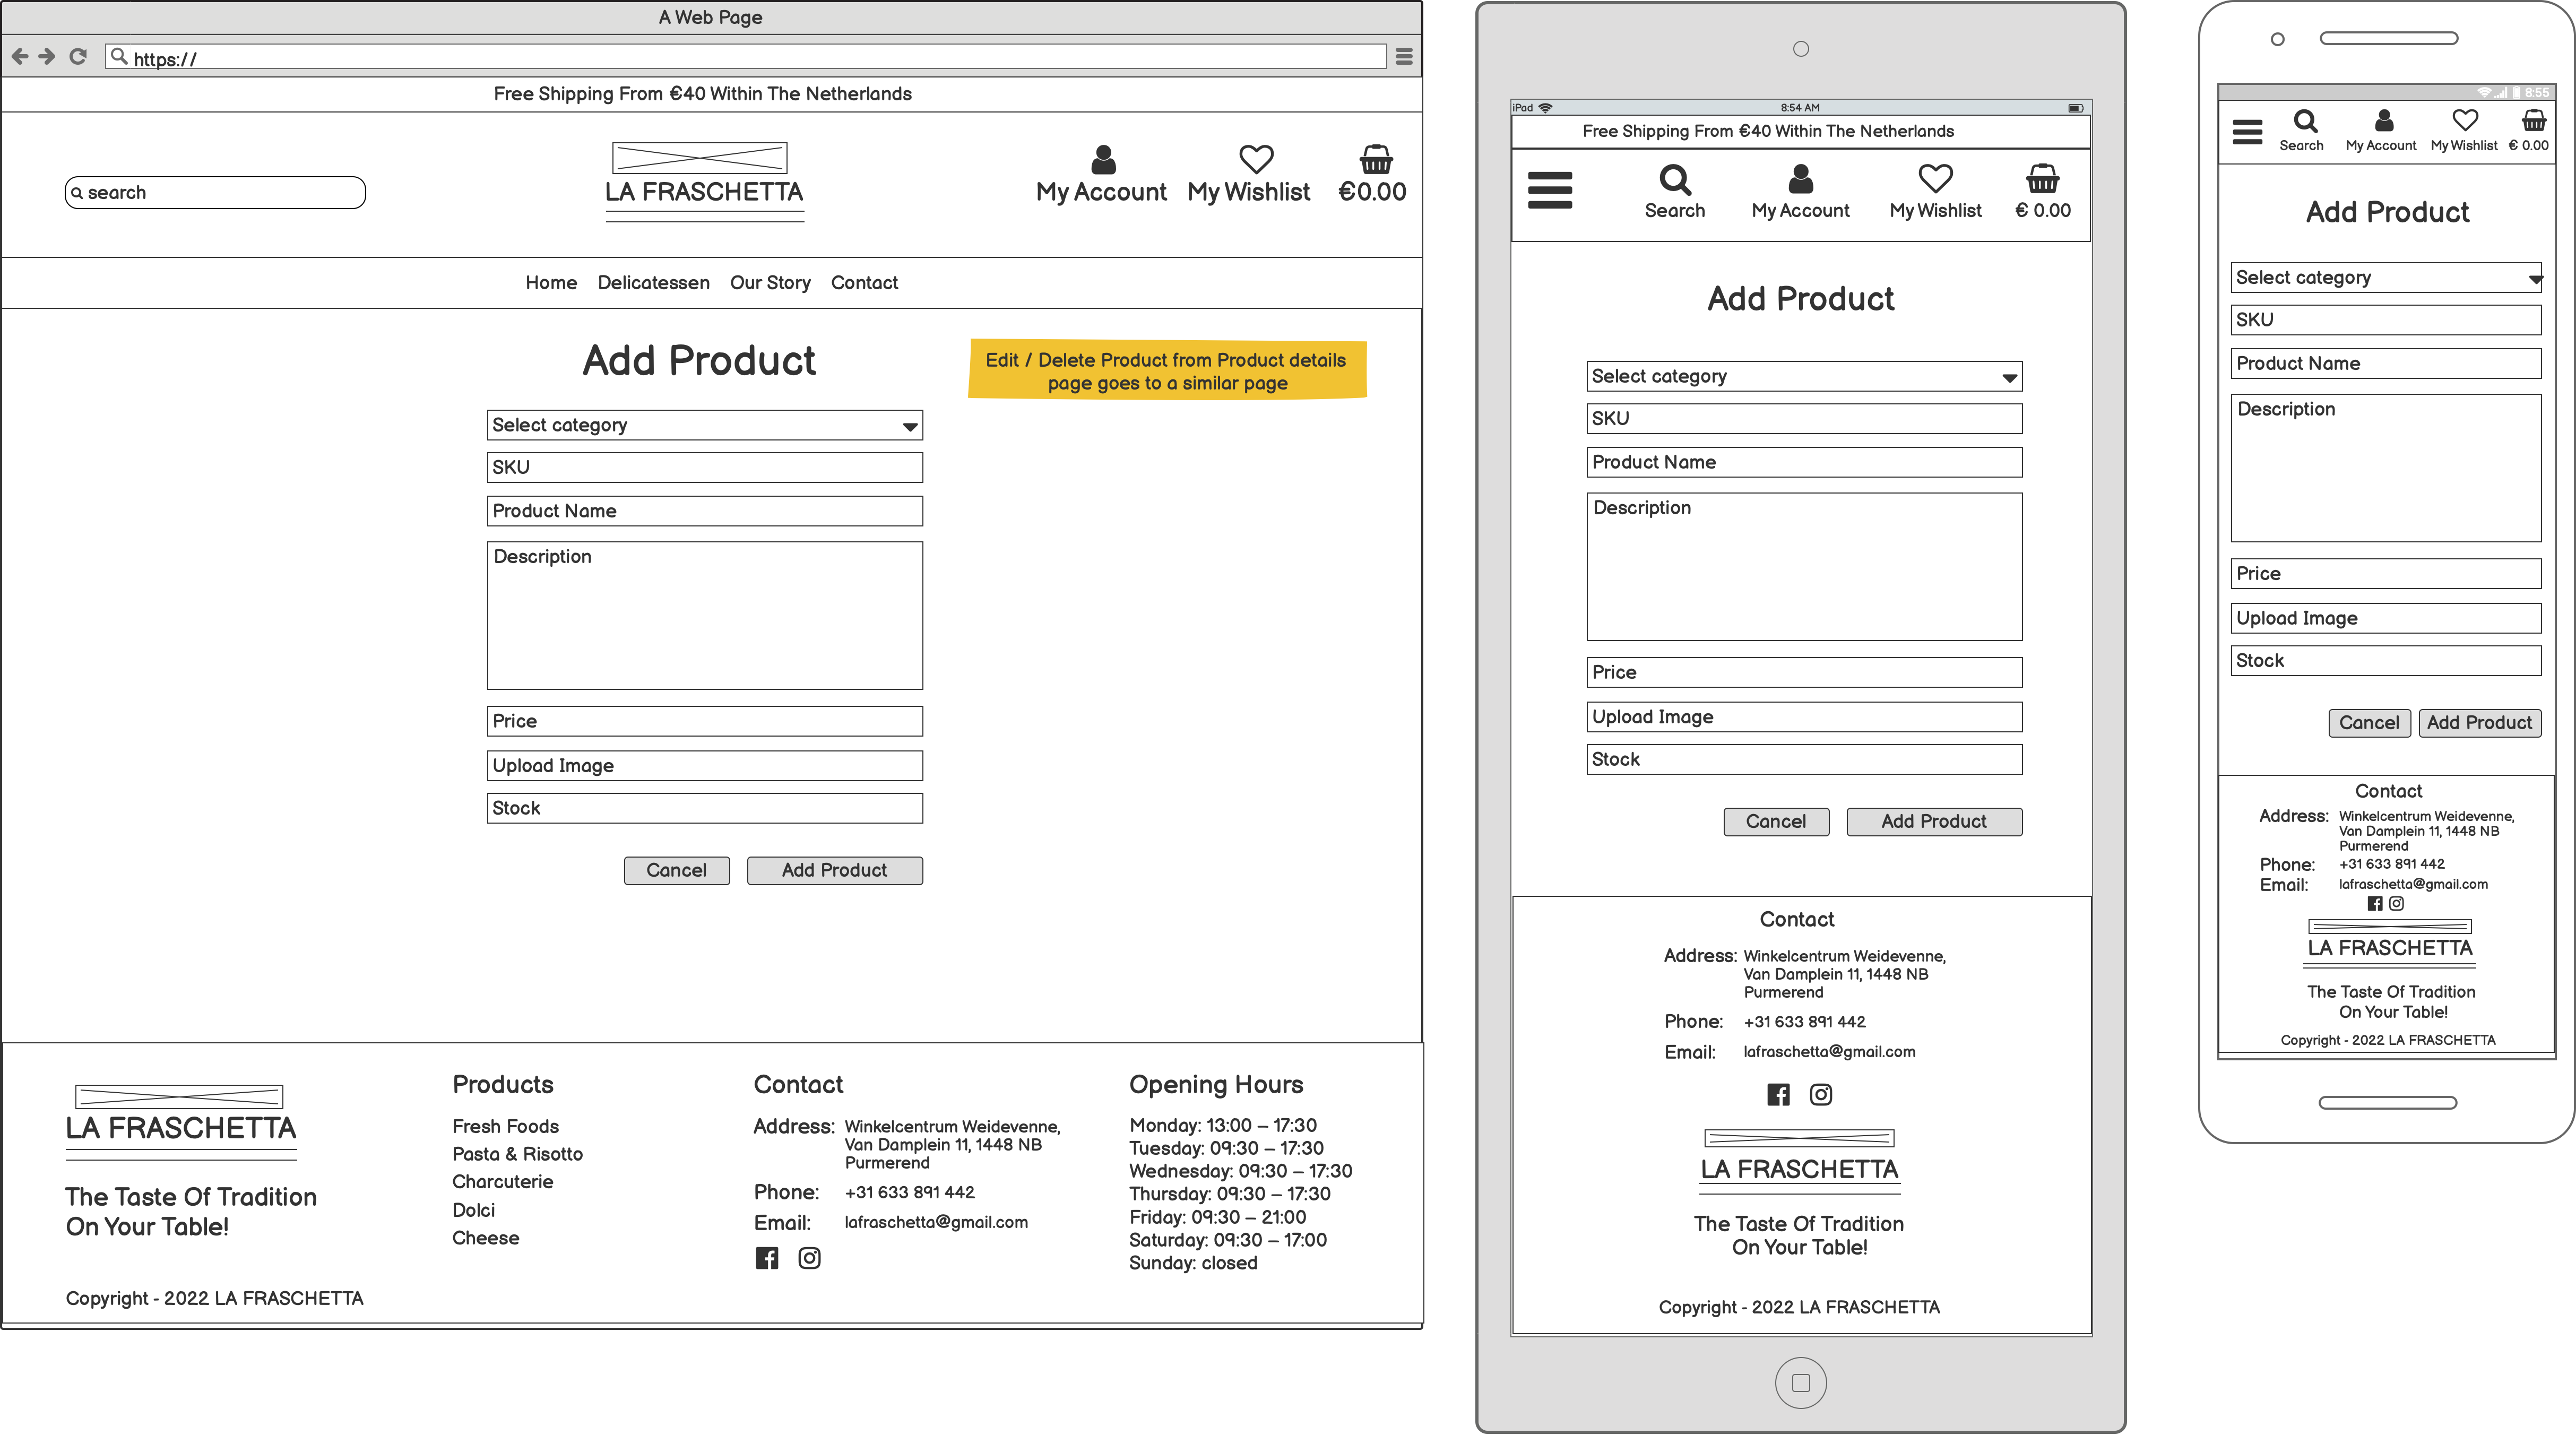 A Web Page
https://
Free Shipping From €40 Within The Netherlands
search
LA FRASCHETTA
My Account
My Wishlist
€0.00
Home
Delicatessen
Our Story
Contact
Add Product
Edit / Delete Product from Product details
page goes to a similar page
Select category
SKU
Product Name
Description
Price
Upload Image
Stock
Cancel
Add Product
LA FRASCHETTA
The Taste Of Tradition
On Your Table!
Copyright - 2022 LA FRASCHETTA
Products
Fresh Foods
Pasta & Risotto
Charcuterie
Dolci
Cheese
Contact
Address: Winkelcentrum Weidevenne,
Van Damplein 11, 1448 NB
Purmerend
Phone: +31 633 891 442
Email: lafraschetta@gmail.com
Opening Hours
Monday: 13:00 – 17:30
Tuesday: 09:30 – 17:30
Wednesday: 09:30 – 17:30
Thursday: 09:30 – 17:30
Friday: 09:30 – 21:00
Saturday: 09:30 – 17:00
Sunday: closed
iPad
8:54 AM
Free Shipping From €40 Within The Netherlands
Search
My Account
My Wishlist
€ 0.00
Add Product
Select category
SKU
Product Name
Description
Price
Upload Image
Stock
Cancel
Add Product
Contact
Address: Winkelcentrum Weidevenne,
Van Damplein 11, 1448 NB
Purmerend
Phone: +31 633 891 442
Email: lafraschetta@gmail.com
LA FRASCHETTA
The Taste Of Tradition
On Your Table!
Copyright - 2022 LA FRASCHETTA
8:55
Search
My Account
My Wishlist
€ 0.00
Add Product
Select category
SKU
Product Name
Description
Price
Upload Image
Stock
Cancel
Add Product
Contact
Address: Winkelcentrum Weidevenne,
Van Damplein 11, 1448 NB
Purmerend
Phone: +31 633 891 442
Email: lafraschetta@gmail.com
LA FRASCHETTA
The Taste Of Tradition
On Your Table!
Copyright - 2022 LA FRASCHETTA